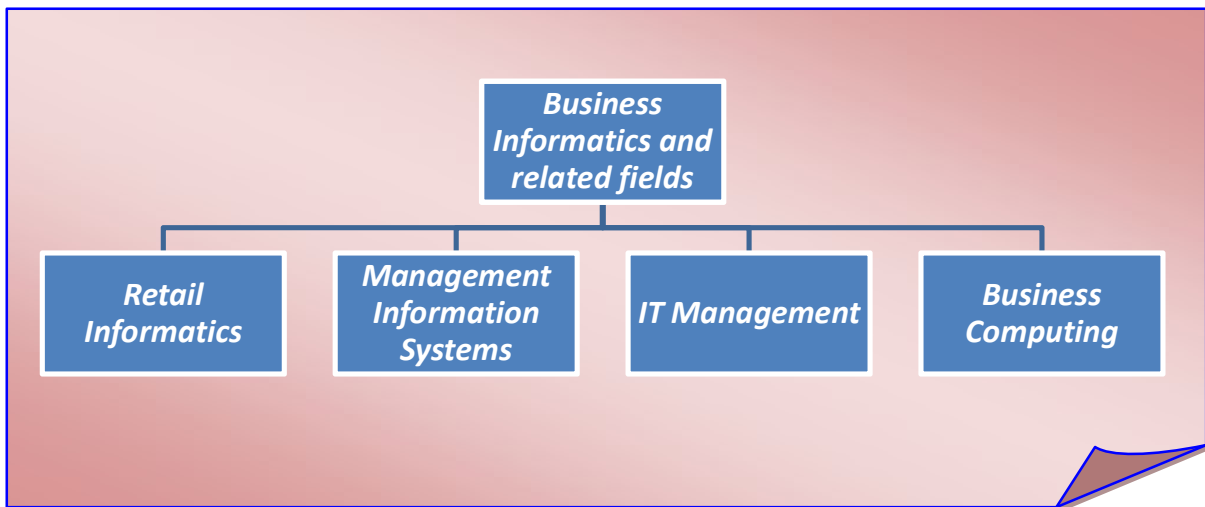 Business
Informatics and
related fields
Retail
Informatics
Management
Information
Systems
IT Management
Business
Computing